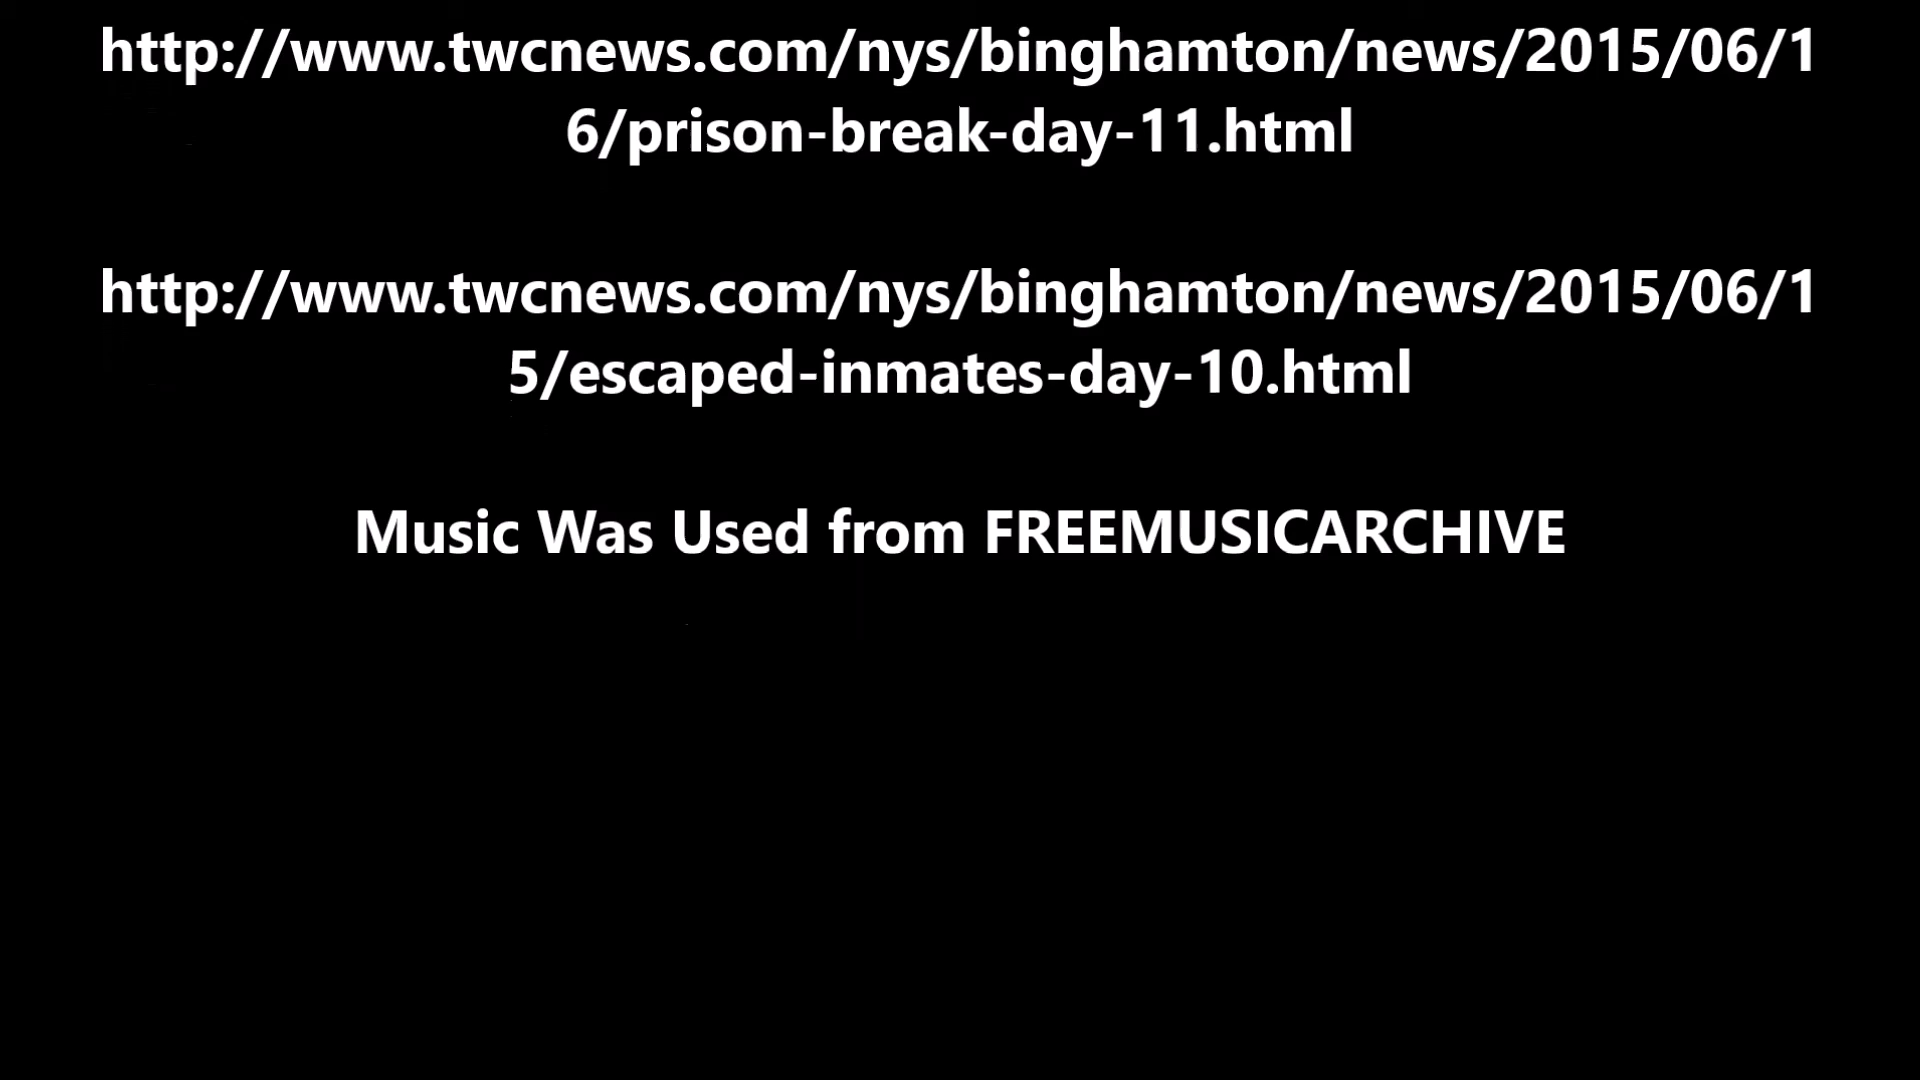 http://www.twcnews.com/nys/binghamton/news/2015/06/1
6/prison-break-day-11.html
http://www.twcnews.com/nys/binghamton/news/2015/06/1
5/escaped-inmates-day-10.html
Music Was Used from FREEMUSICARCHIVE